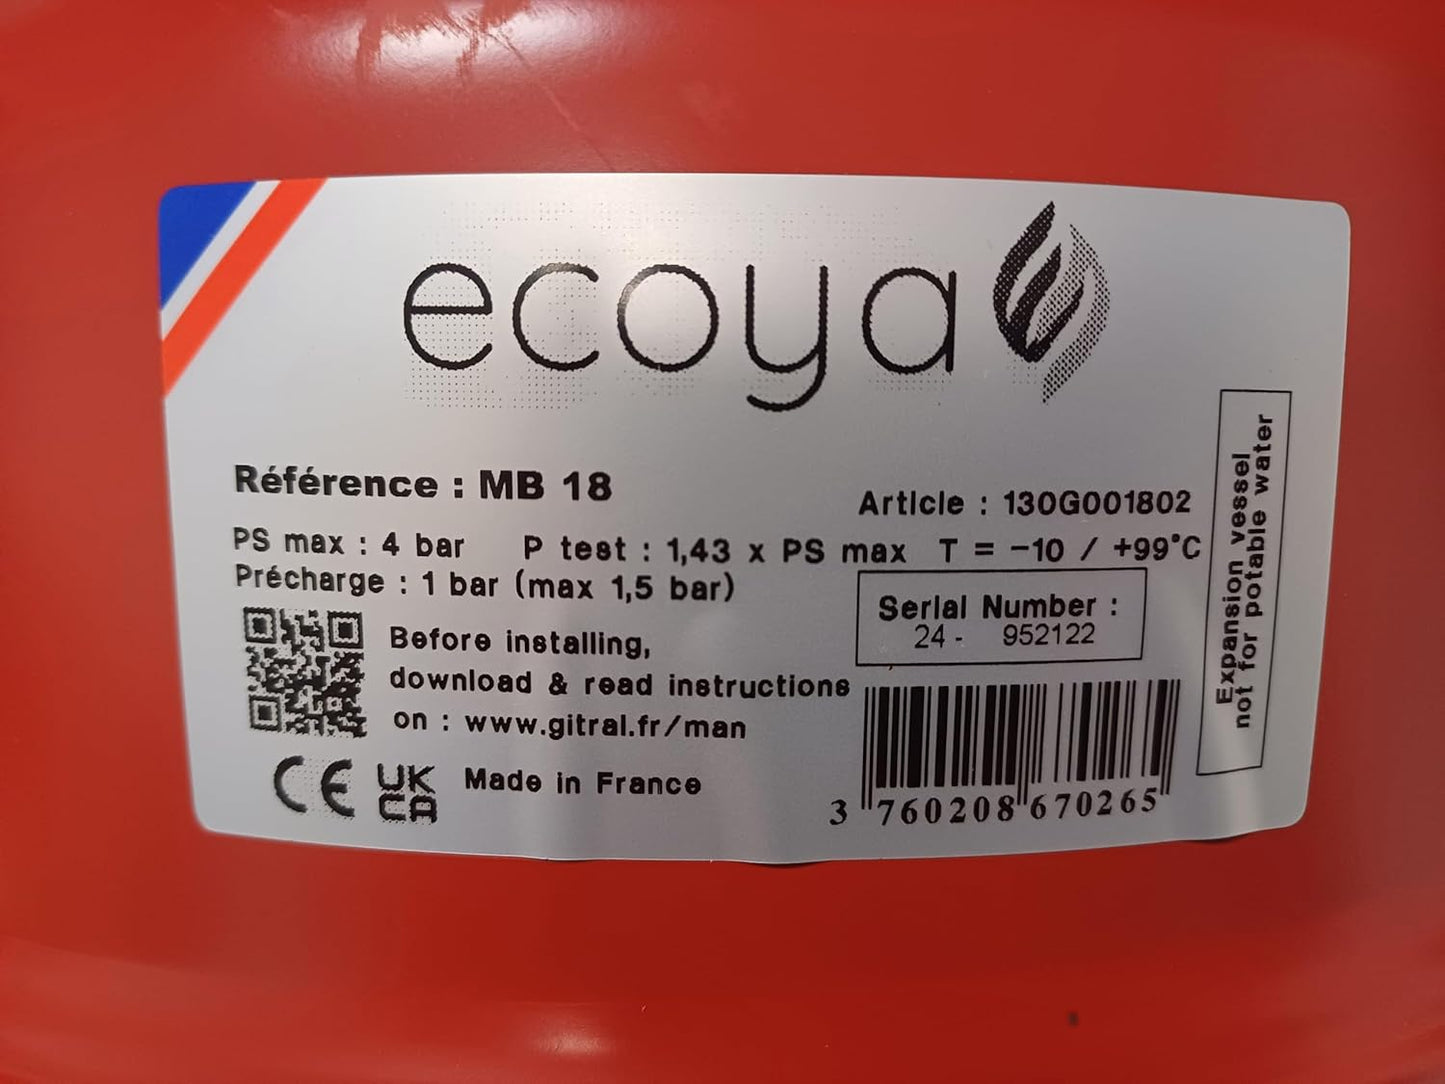 ecoya
Référence : MB 18
Article : 130G001802
PS max : 4 bar P test : 1,43 x PS max T = -10 / +99°C
Précharge : 1 bar (max 1,5 bar)
Serial Number :
24 - 952122
Before installing,
download & read instructions
on : www.gitral.fr/man
CE UK
CA Made in France
3 760208 670265
Expansion vessel
not for potable water